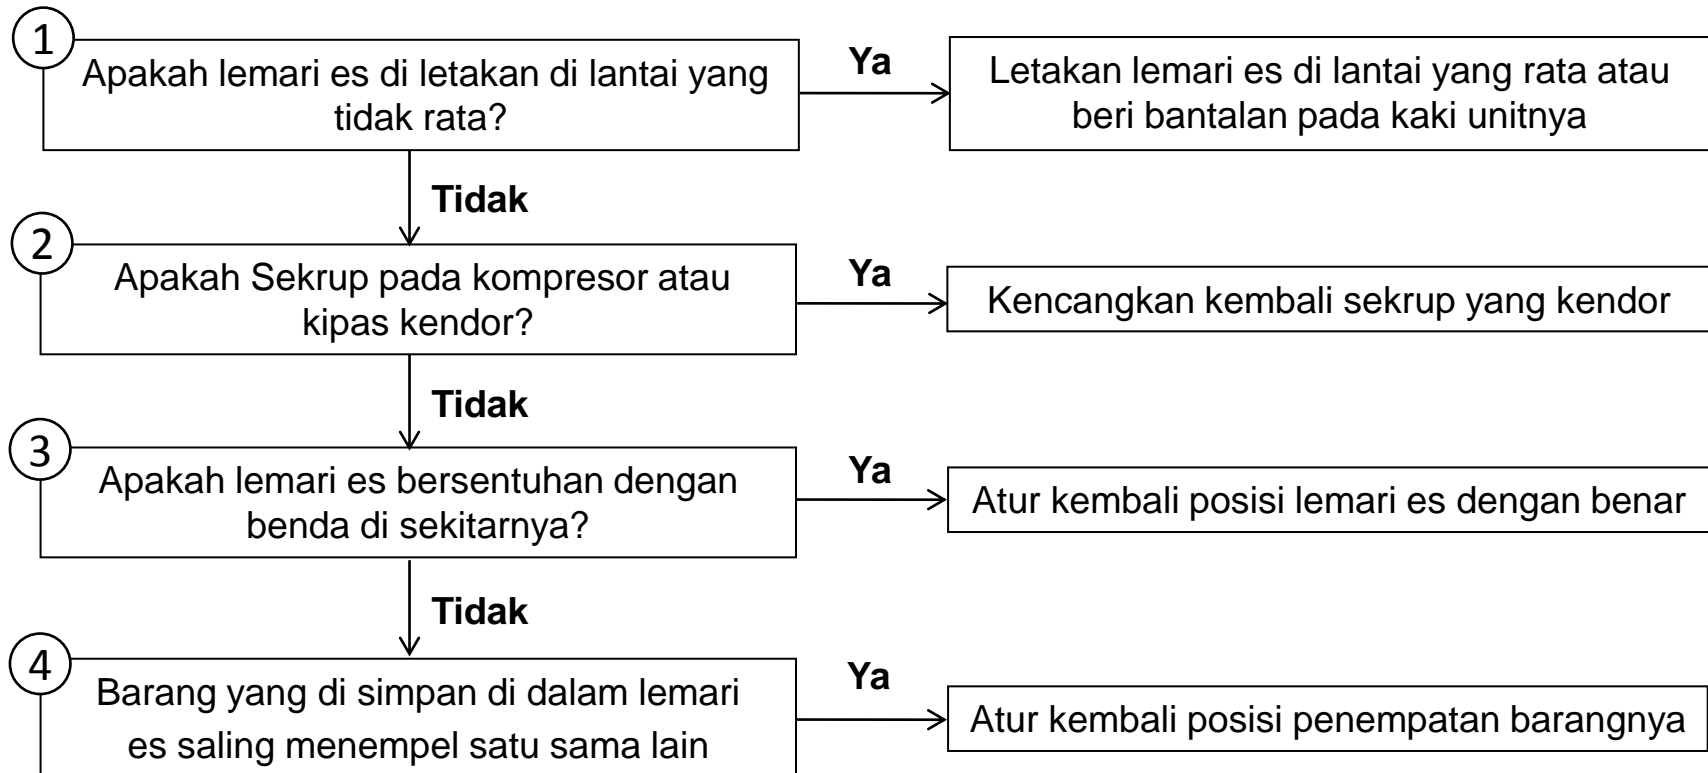 1
Apakah lemari es di letakan di lantai yang
tidak rata?
Ya
Letakan lemari es di lantai yang rata atau
beri bantalan pada kaki unitnya
Tidak
2
Apakah Sekrup pada kompresor atau
kipas kendor?
Ya
Kencangkan kembali sekrup yang kendor
Tidak
3
Apakah lemari es bersentuhan dengan
benda di sekitarnya?
Ya
Atur kembali posisi lemari es dengan benar
Tidak
4
Barang yang di simpan di dalam lemari
es saling menempel satu sama lain
Ya
Atur kembali posisi penempatan barangnya